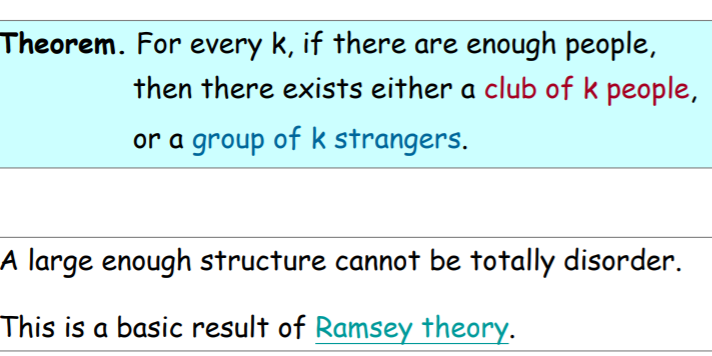 Theorem. For every k, if there are enough people,
then there exists either a club of k people,
or a group of k strangers.
A large enough structure cannot be totally disorder.
This is a basic result of Ramsey theory.